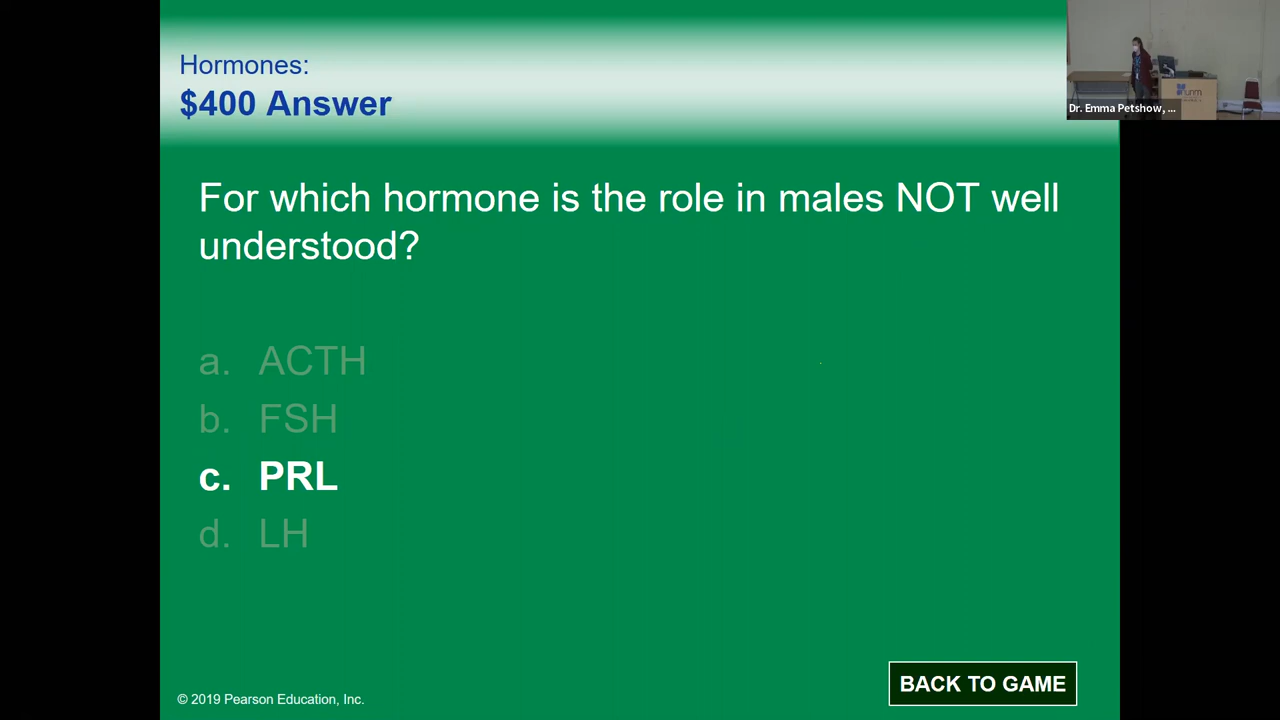 Hormones:
$400 Answer
Dr. Emma Petshow, ...
For which hormone is the role in males NOT well
understood?
a. ACTH
b. FSH
c. PRL
d. LH
BACK TO GAME
© 2019 Pearson Education, Inc.